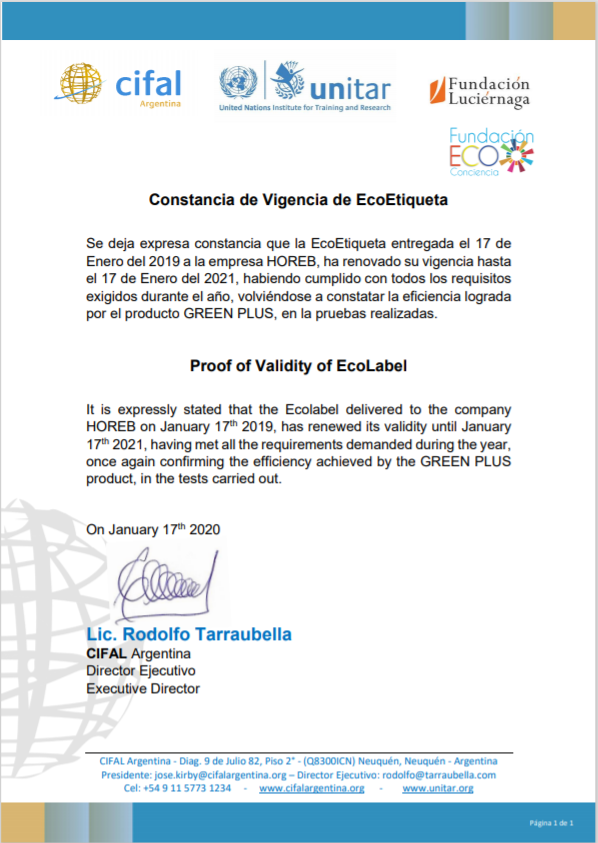 cifal
Argentina
unitar
United Nations Institute for Training and Research
Fundación
Luciérnaga
Fundación
ECO
Conciencia
Constancia de Vigencia de EcoEtiqueta
Se deja expresa constancia que la EcoEtiqueta entregada el 17 de
Enero del 2019 a la empresa HOREB, ha renovado su vigencia hasta
el 17 de Enero del 2021, habiendo cumplido con todos los requisitos
exigidos durante el año, volviéndose a constatar la eficiencia lograda
por el producto GREEN PLUS, en la pruebas realizadas.
Proof of Validity of EcoLabel
It is expressly stated that the Ecolabel delivered to the company
HOREB on January 17th 2019, has renewed its validity until January
17th 2021, having met all the requirements demanded during the year,
once again confirming the efficiency achieved by the GREEN PLUS
product, in the tests carried out.
On January 17th 2020
Lic. Rodolfo Tarraubella
CIFAL Argentina
Director Ejecutivo
Executive Director
CIFAL Argentina - Diag. 9 de Julio 82, Piso 2° - (Q8300ICN) Neuquén, Neuquén - Argentina
Presidente: jose.kirby@cifalargentina.org – Director Ejecutivo: rodolfo@tarraubella.com
Cel: +54 9 11 5773 1234 - www.cifalargentina.org - www.unitar.org
Página 1 de 1